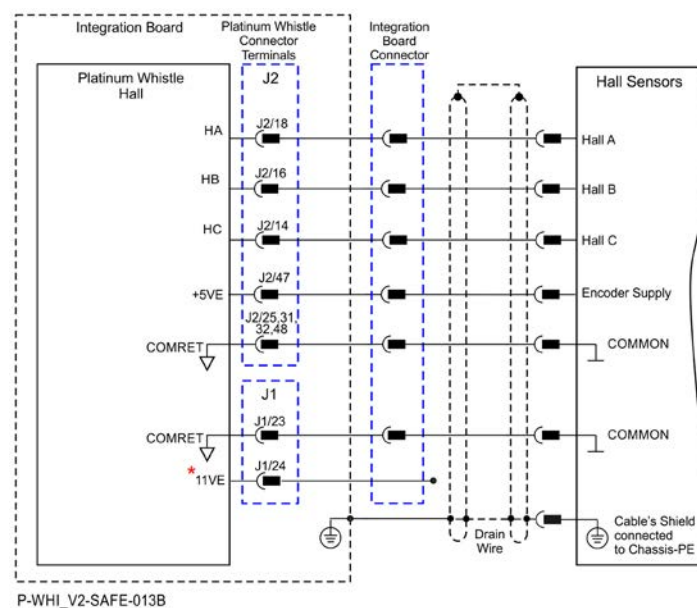 Integration Board
Platinum Whistle
Connector
Terminals
Integration
Board
Connector
Platinum Whistle
Hall
J2
Hall Sensors
HA
J2/18
Hall A
HB
J2/16
Hall B
HC
J2/14
Hall C
+5VE
J2/47
Encoder Supply
J2/25,31,
32,48
COMRET
COMMON
J1
J1/23
COMRET
COMMON
*
11VE
J1/24
Drain
Wire
Cable's Shield
connected
to Chassis-PE
P-WHI_V2-SAFE-013B